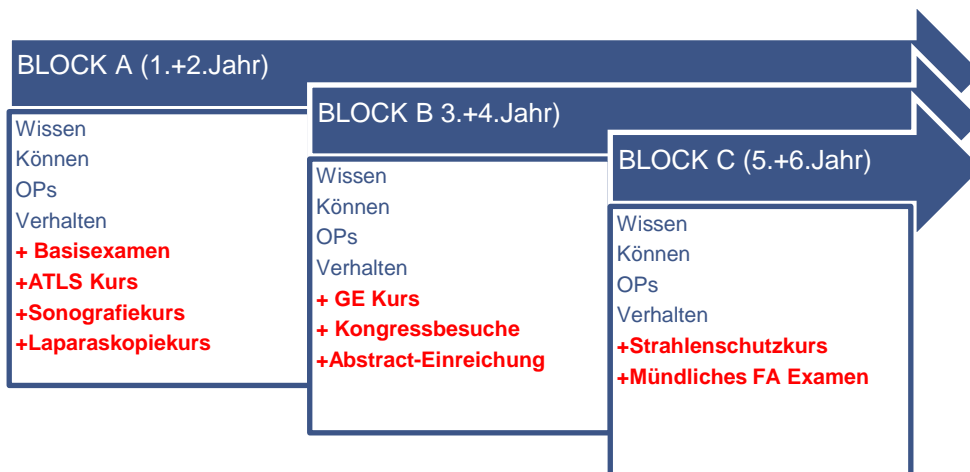 BLOCK A (1.+2.Jahr)
Wissen
Können
OPs
Verhalten
+ Basisexamen
+ATLS Kurs
+Sonografiekurs
+Laparaskopiekurs
BLOCK B 3.+4.Jahr)
Wissen
Können
OPs
Verhalten
+ GE Kurs
+ Kongressbesuche
+Abstract-Einreichung
BLOCK C (5.+6.Jahr)
Wissen
Können
OPs
Verhalten
+Strahlenschutzkurs
+Mündliches FA Examen